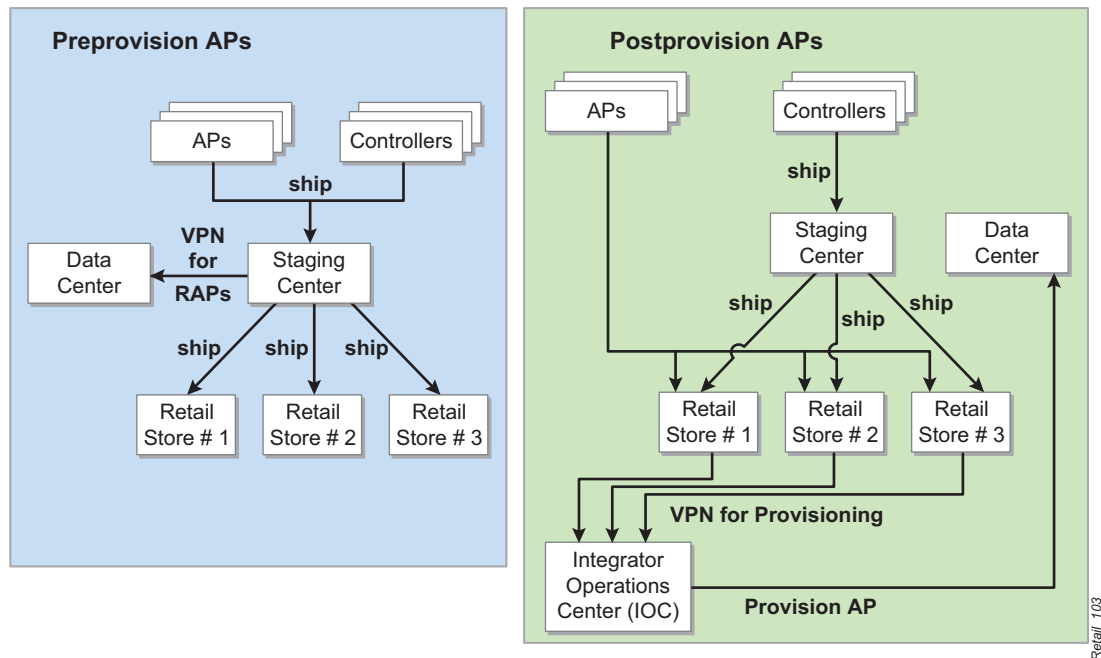 Preprovision APs
APs
Controllers
ship
VPN
for
RAPs
Data
Center
Staging
Center
ship
ship
ship
Retail
Store # 1
Retail
Store # 2
Retail
Store # 3
Postprovision APs
APs
Controllers
ship
Staging
Center
Data
Center
ship
ship
ship
Retail
Store # 1
Retail
Store # 2
Retail
Store # 3
VPN for Provisioning
Integrator
Operations
Center (IOC)
Provision AP
Retail_103